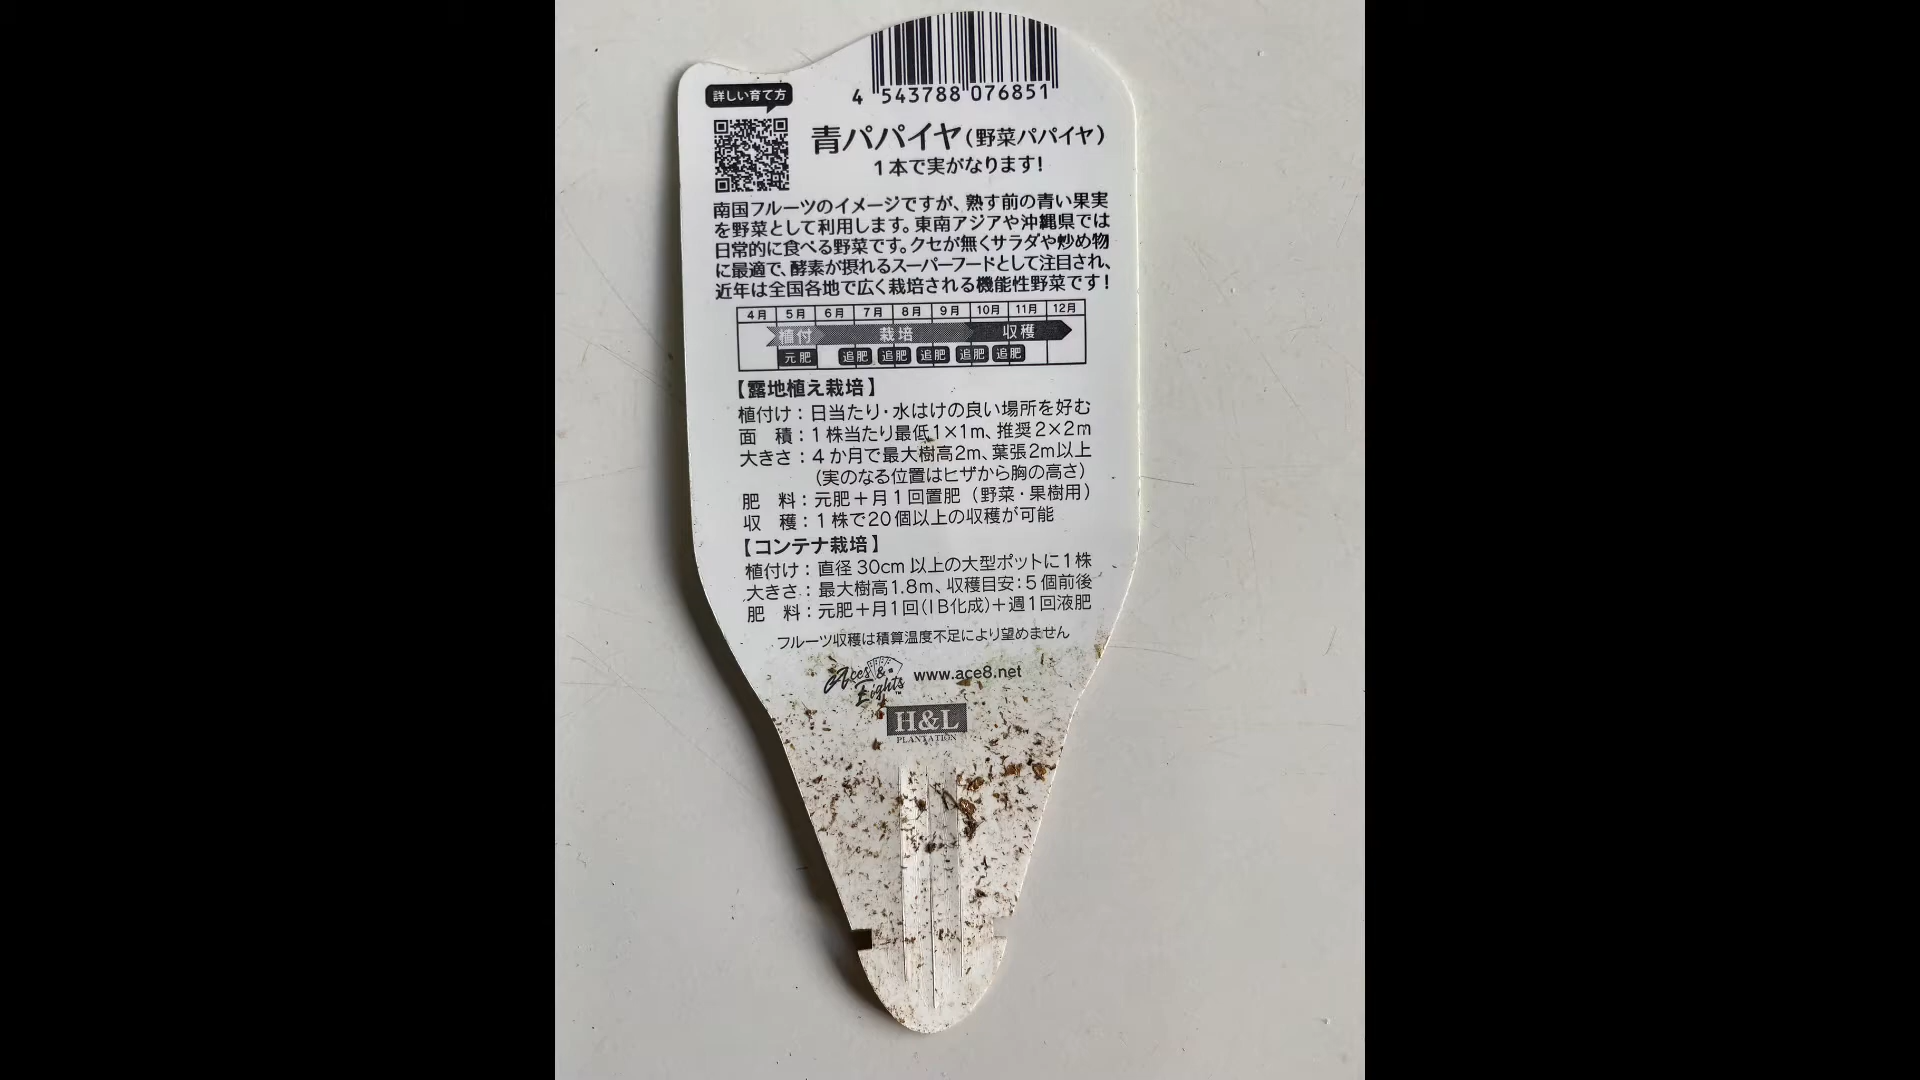 4 543788 076851
詳しい育て方
青パパイヤ(野菜パパイヤ)
1本で実がなります!
南国フルーツのイメージですが、熟す前の青い果実
を野菜として利用します。東南アジアや沖縄県では
日常的に食べる野菜です。クセが無くサラダや炒め物
に最適で、酵素が摂れるスーパーフードとして注目され、
近年は全国各地で広く栽培される機能性野菜です!
4月 5月 6月 7月 8月 9月 10月 11月 12月
植付 栽培 収穫
元肥 追肥 追肥 追肥 追肥 追肥
【露地植え栽培】
植付け:日当たり・水はけの良い場所を好む
面 積:1株当たり最低1×1m、推奨2×2m
大きさ:4か月で最大樹高2m、葉張2m以上
(実のなる位置はヒザから胸の高さ)
肥 料:元肥+月1回置肥(野菜・果樹用)
収 穫:1株で20個以上の収穫が可能
【コンテナ栽培】
植付け:直径30cm以上の大型ポットに1株
大きさ:最大樹高1.8m、収穫目安:5個前後
肥 料:元肥+月1回(IB化成)+週1回液肥
フルーツ収穫は積算温度不足により望めません
Aces & Eights www.ace8.net
H&L
PLANTATION